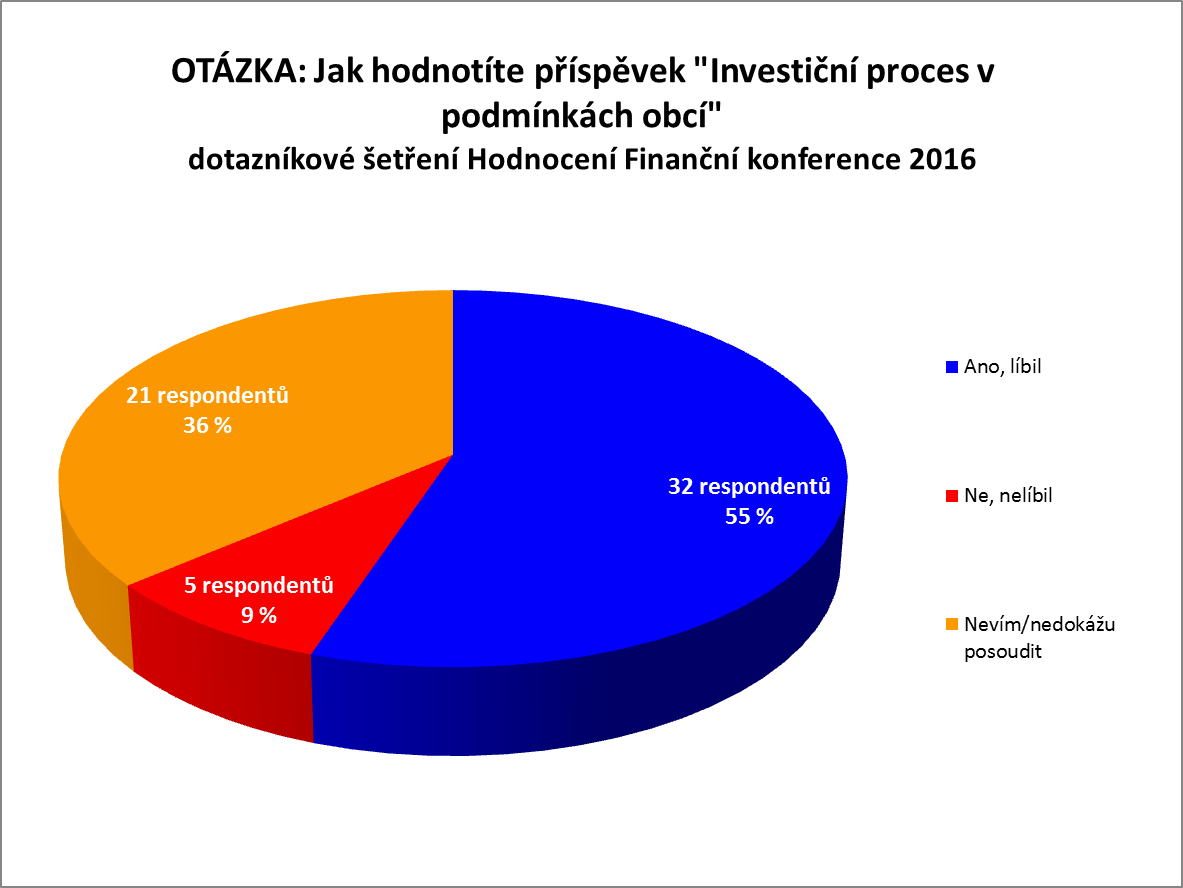 OTÁZKA: Jak hodnotíte příspěvek "Investiční proces v
podmínkách obcí"
dotazníkové šetření Hodnocení Finanční konference 2016
21 respondentů
36 %
32 respondentů
55 %
5 respondentů
9 %
Ano, líbil
Ne, nelíbil
Nevím/nedokážu
posoudit